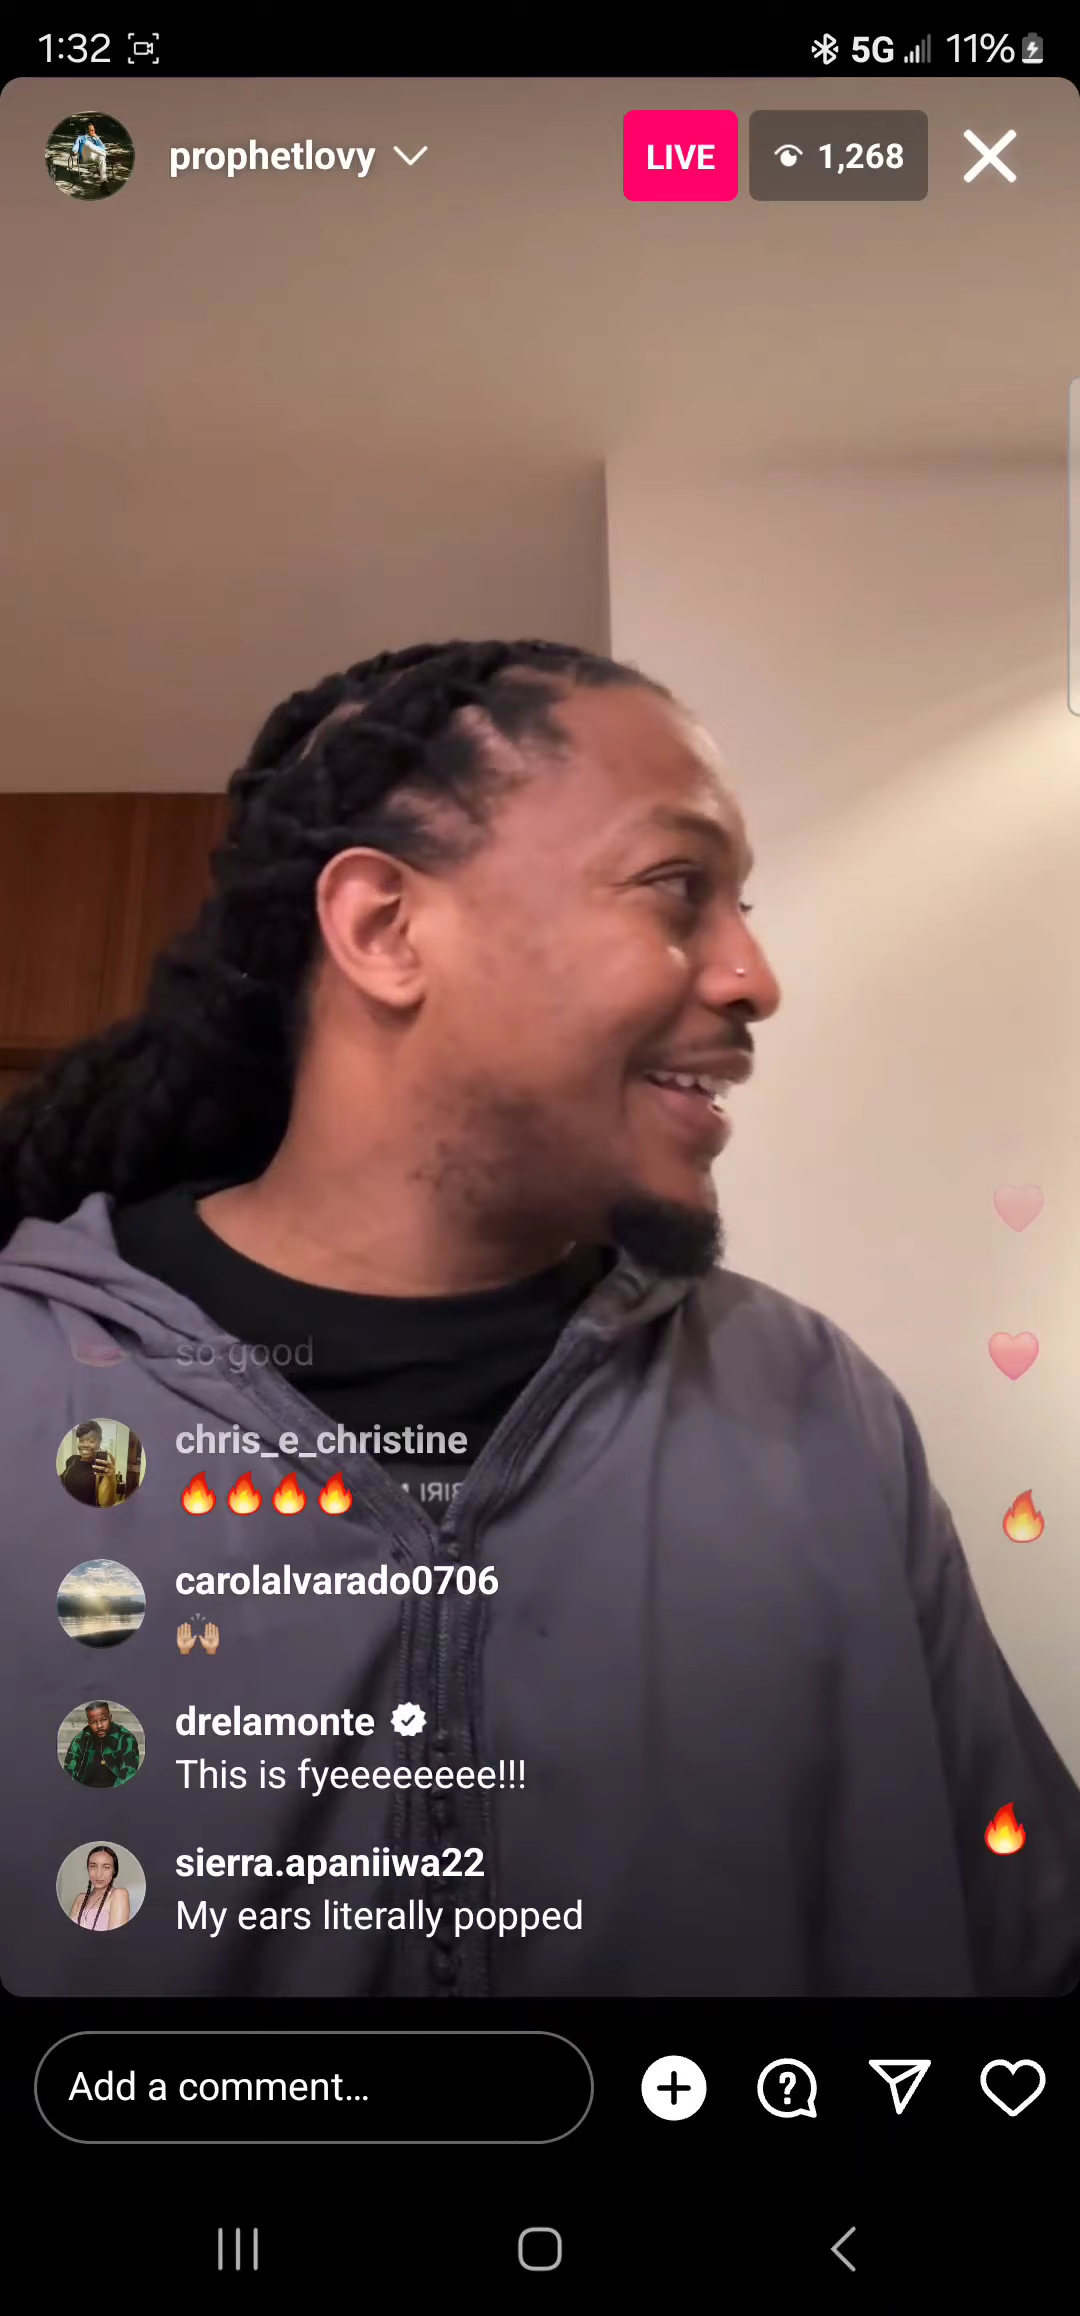 1:32
5G 11%
prophetlovy
LIVE
1,268
so good
chris_e_christine
🔥🔥🔥🔥
carolalvarado0706
🙌🏼
drelamonte
This is fyeeeeeeee!!!
sierra.apaniiwa22
My ears literally popped
Add a comment...